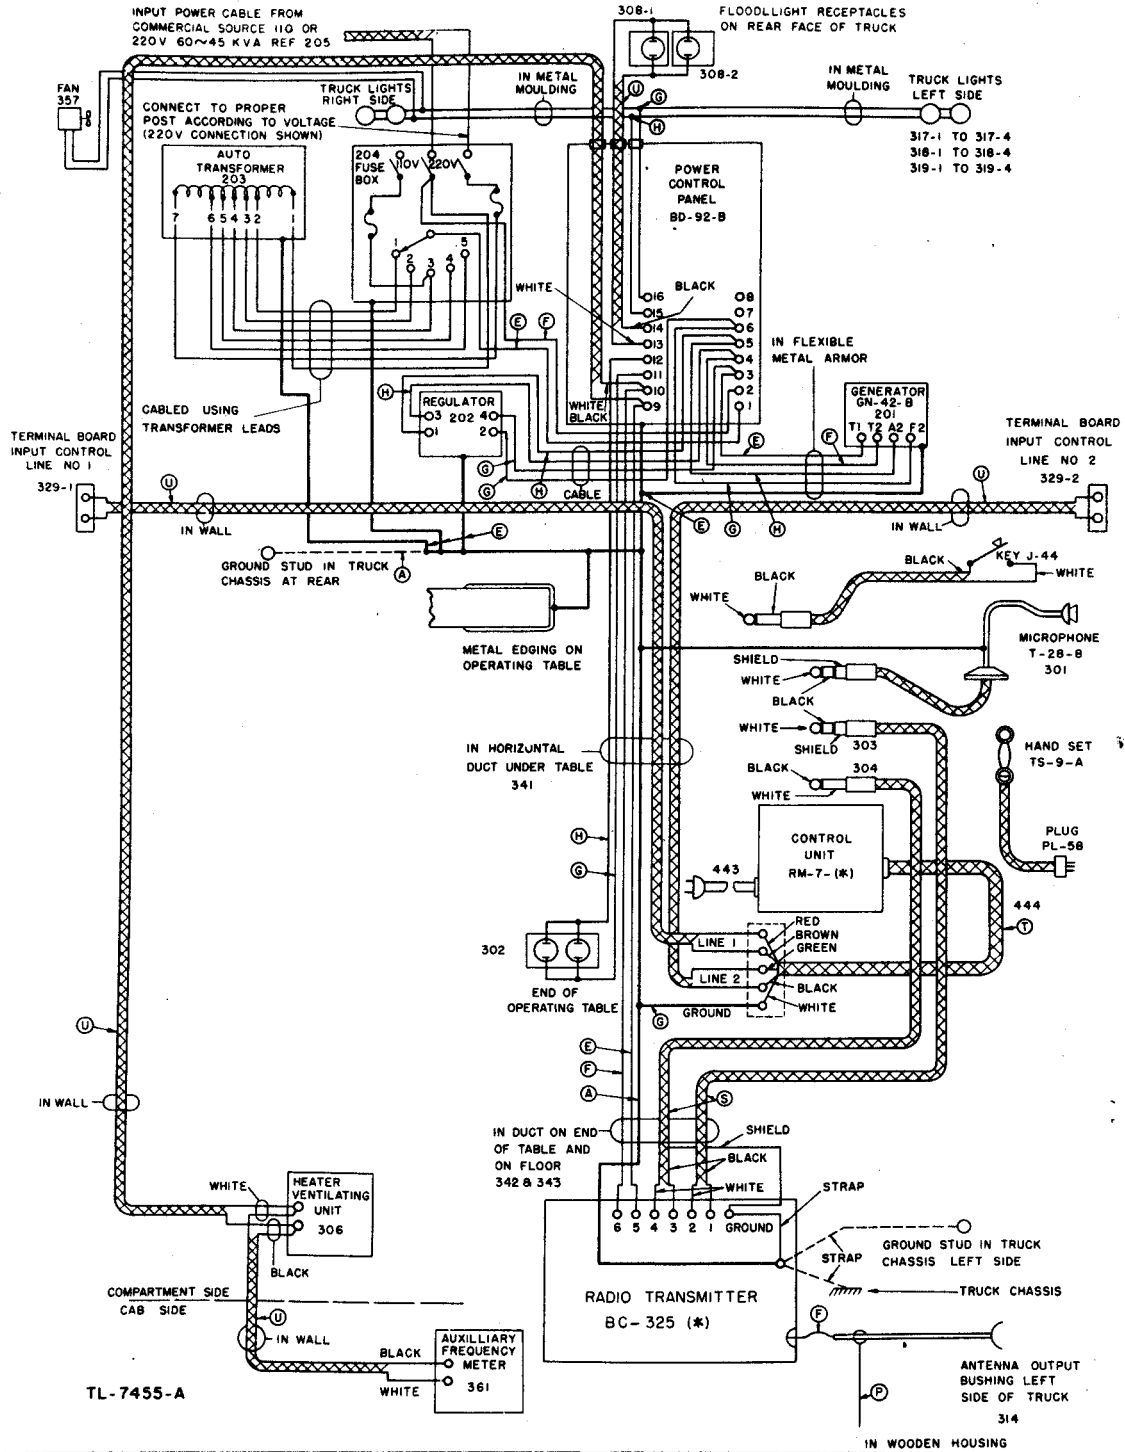 INPUT POWER CABLE FROM
COMMERCIAL SOURCE 110 OR
220V 60~45 KVA REF 205
308-1
FLOODLIGHT RECEPTACLES
ON REAR FACE OF TRUCK
308-2
FAN
357
TRUCK LIGHTS
RIGHT SIDE
IN METAL
MOULDING
U
G
H
IN METAL
MOULDING
TRUCK LIGHTS
LEFT SIDE
317-1 TO 317-4
318-1 TO 318-4
319-1 TO 319-4
CONNECT TO PROPER
POST ACCORDING TO VOLTAGE
(220V CONNECTION SHOWN)
AUTO
TRANSFORMER
203
7 6 5 4 3 2 1
204
FUSE
BOX
110V 220V
1 2 3 4 5
POWER
CONTROL
PANEL
BD-92-B
WHITE
BLACK
16 8
15 7
14 6
13 5
12 4
11 3
10 2
9 1
E F
IN FLEXIBLE
METAL ARMOR
CABLED USING
TRANSFORMER LEADS
H
REGULATOR
202
3 4
1 2
WHITE
BLACK
GENERATOR
GN-42-B
201
T1 T2 A2 F2
E F
TERMINAL BOARD
INPUT CONTROL
LINE NO 1
329-1
TERMINAL BOARD
INPUT CONTROL
LINE NO 2
329-2
G
H
G
H
CABLE
H
G
E
U
IN WALL
U
IN WALL
E
GROUND STUD IN TRUCK
CHASSIS AT REAR
A
METAL EDGING ON
OPERATING TABLE
BLACK
KEY J-44
WHITE
BLACK
WHITE
MICROPHONE
T-28-B
301
SHIELD
WHITE
BLACK
WHITE
BLACK
SHIELD
303
HAND SET
TS-9-A
IN HORIZUNTAL
DUCT UNDER TABLE
341
BLACK
304
WHITE
H
G
CONTROL
UNIT
RM-7-(*)
443
PLUG
PL-58
444
T
302
END OF
OPERATING TABLE
LINE 1
LINE 2
GROUND
G
RED
BROWN
GREEN
BLACK
WHITE
U
E
F
A
S
IN WALL
IN DUCT ON END
OF TABLE AND
ON FLOOR
342 & 343
SHIELD
BLACK
WHITE
STRAP
WHITE
HEATER
VENTILATING
UNIT
306
BLACK
6 5 4 3 2 1 GROUND
GROUND STUD IN TRUCK
CHASSIS LEFT SIDE
STRAP
TRUCK CHASSIS
RADIO TRANSMITTER
BC-325 (*)
F
COMPARTMENT SIDE
CAB SIDE
U
IN WALL
BLACK
WHITE
AUXILLIARY
FREQUENCY
METER
361
TL-7455-A
ANTENNA OUTPUT
BUSHING LEFT
SIDE OF TRUCK
314
P
IN WOODEN HOUSING